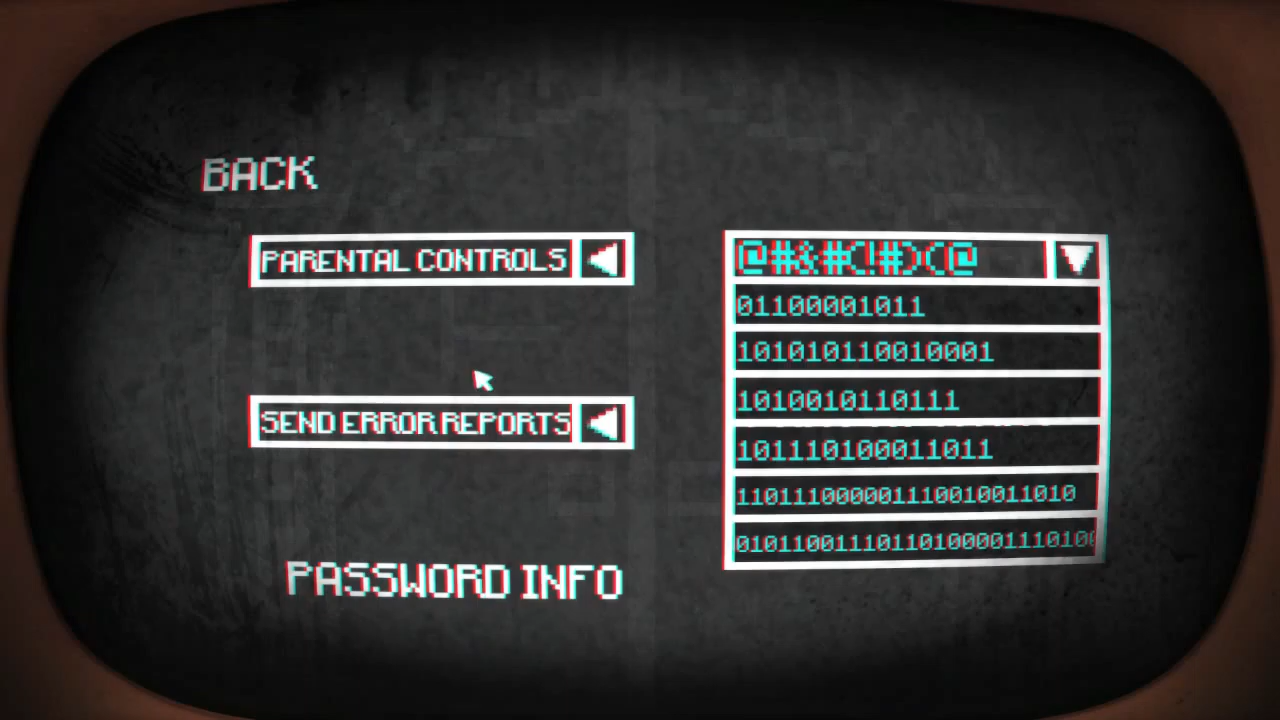 BACK
PARENTAL CONTROLS
SEND ERROR REPORTS
PASSWORD INFO
@#&#(!#)(@
01100001011
101010110010001
1010010110111
101110100011011
1101110000011100100110​10